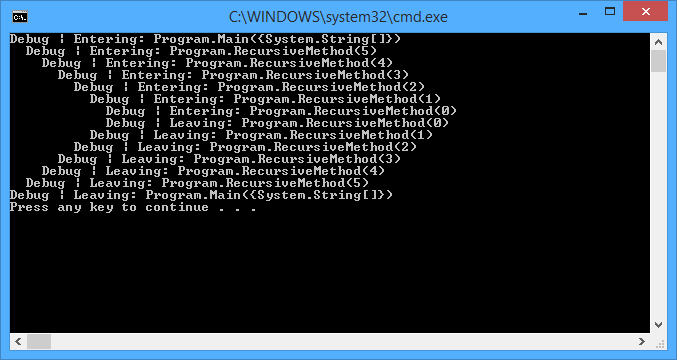 C:\WINDOWS\system32\cmd.exe
Debug ¦ Entering: Program.Main({System.String[]})
  Debug ¦ Entering: Program.RecursiveMethod(5)
    Debug ¦ Entering: Program.RecursiveMethod(4)
      Debug ¦ Entering: Program.RecursiveMethod(3)
        Debug ¦ Entering: Program.RecursiveMethod(2)
          Debug ¦ Entering: Program.RecursiveMethod(1)
            Debug ¦ Entering: Program.RecursiveMethod(0)
            Debug ¦ Leaving: Program.RecursiveMethod(0)
          Debug ¦ Leaving: Program.RecursiveMethod(1)
        Debug ¦ Leaving: Program.RecursiveMethod(2)
      Debug ¦ Leaving: Program.RecursiveMethod(3)
    Debug ¦ Leaving: Program.RecursiveMethod(4)
  Debug ¦ Leaving: Program.RecursiveMethod(5)
Debug ¦ Leaving: Program.Main({System.String[]})
Press any key to continue . . .